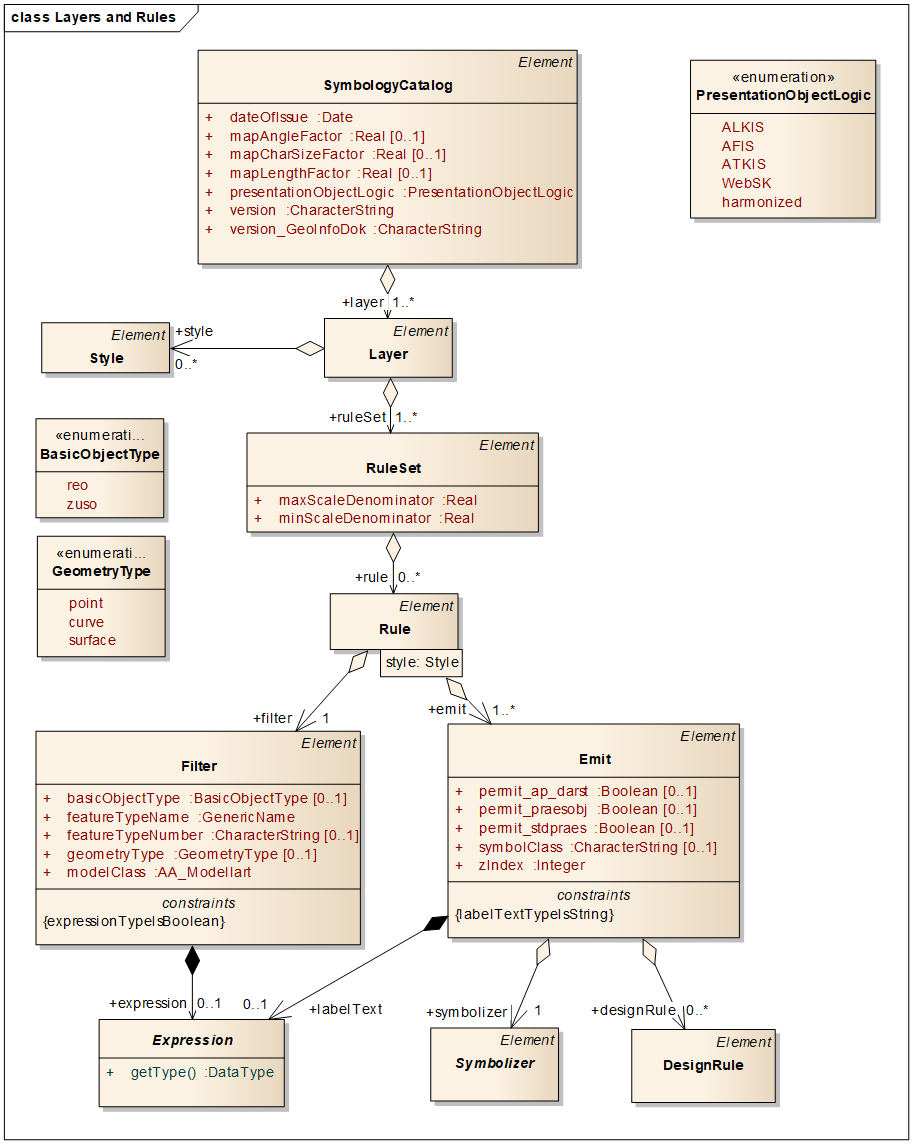 class Layers and Rules
Element
SymbologyCatalog
+ dateOfIssue :Date
+ mapAngleFactor :Real [0..1]
+ mapCharSizeFactor :Real [0..1]
+ mapLengthFactor :Real [0..1]
+ presentationObjectLogic :PresentationObjectLogic
+ version :CharacterString
+ version_GeoInfoDok :CharacterString
«enumeration»
PresentationObjectLogic
ALKIS
AFIS
ATKIS
WebSK
harmonized
+layer 1..*
Element
Style
+style
0..*
Element
Layer
+ruleSet 1..*
«enumerati...
BasicObjectType
reo
zuso
Element
RuleSet
+ maxScaleDenominator :Real
+ minScaleDenominator :Real
«enumerati...
GeometryType
point
curve
surface
+rule 0..*
Element
Rule
style: Style
+filter 1
+emit 1..*
Element
Filter
+ basicObjectType :BasicObjectType [0..1]
+ featureTypeName :GenericName
+ featureTypeNumber :CharacterString [0..1]
+ geometryType :GeometryType [0..1]
+ modelClass :AA_Modellart
constraints
{expressionTypeIsBoolean}
Element
Emit
+ permit_ap_darst :Boolean [0..1]
+ permit_praesobj :Boolean [0..1]
+ permit_stdpraes :Boolean [0..1]
+ symbolClass :CharacterString [0..1]
+ zIndex :Integer
constraints
{labelTextTypeIsString}
+expression 0..1
0..1 +labelText
+symbolizer 1
+designRule 0..*
Expression
+ getType() :DataType
Element
Symbolizer
Element
DesignRule